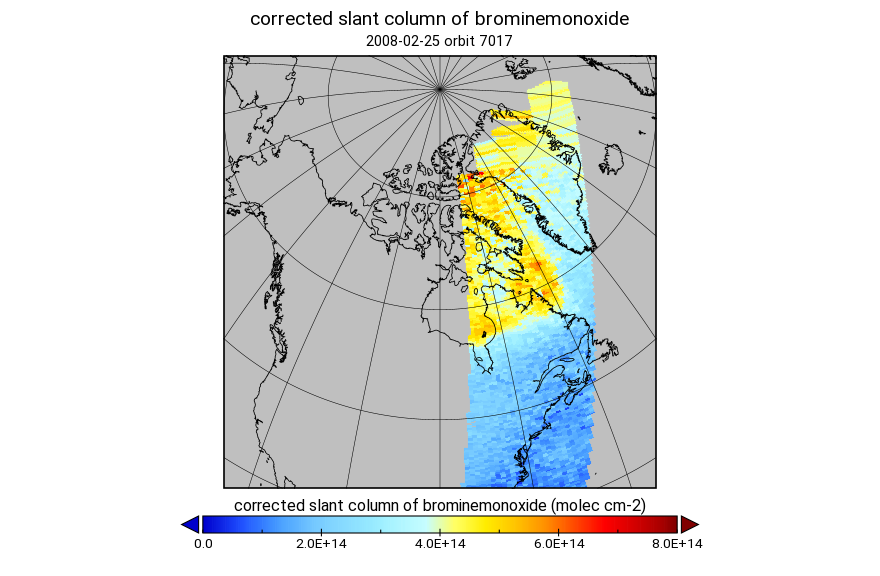 corrected slant column of brominemonoxide
2008-02-25 orbit 7017
corrected slant column of brominemonoxide (molec cm-2)
0.0 2.0E+14 4.0E+14 6.0E+14 8.0E+14